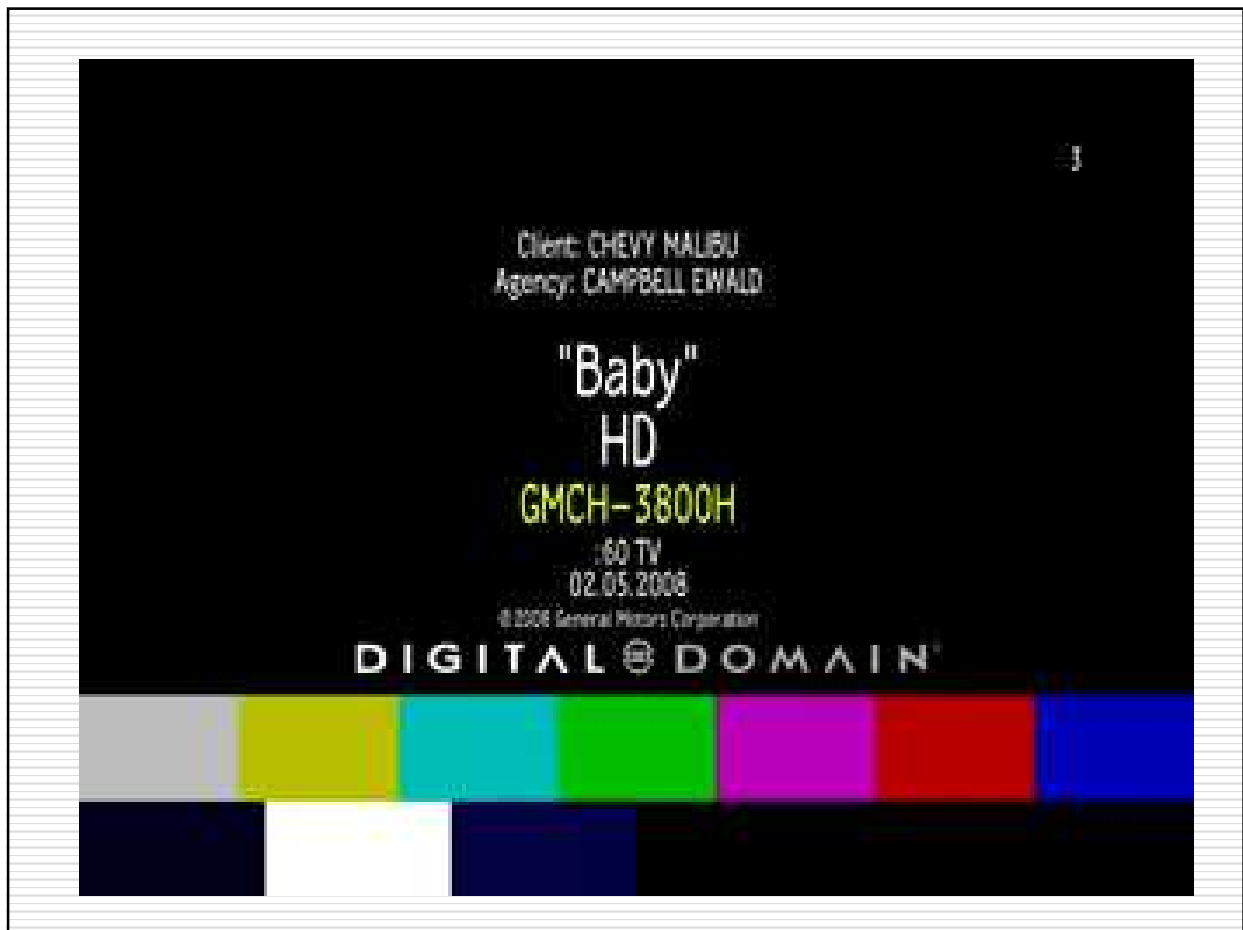 3
Client: CHEVY MALIBU
Agency: CAMPBELL EWALD
"Baby"
HD
GMCH-3800H
:60 TV
02.05.2008
©2008 General Motors Corporation
DIGITAL DOMAIN